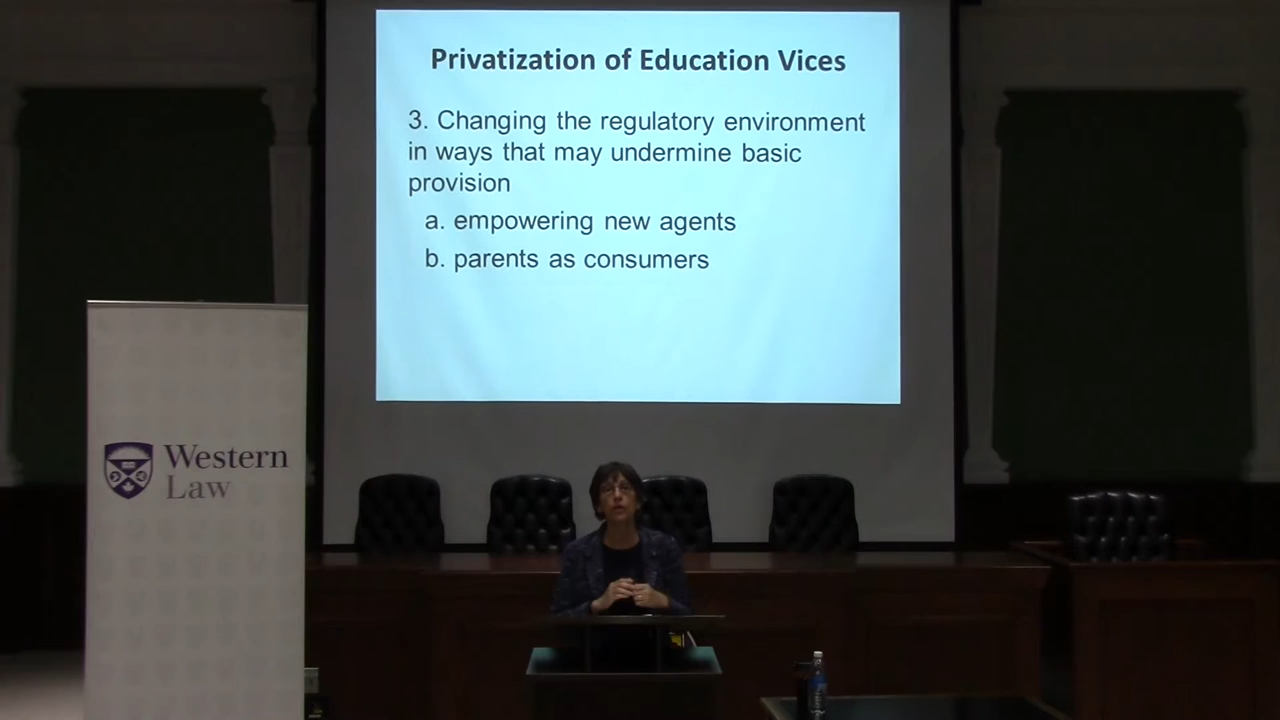 Privatization of Education Vices
3. Changing the regulatory environment
in ways that may undermine basic
provision
a. empowering new agents
b. parents as consumers
Western
Law